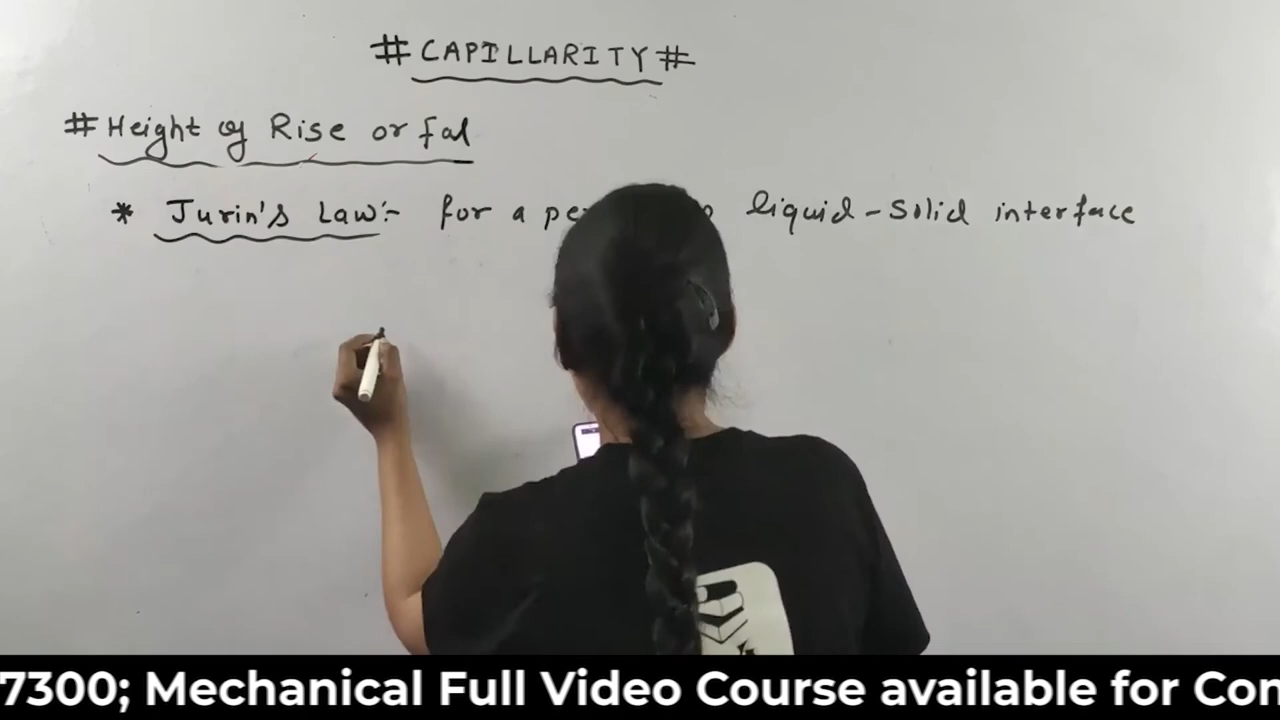 #CAPILLARITY#
#Height of Rise or fal
* Jurin's Law:- for a liquid-Solid interface
7300; Mechanical Full Video Course available for Con